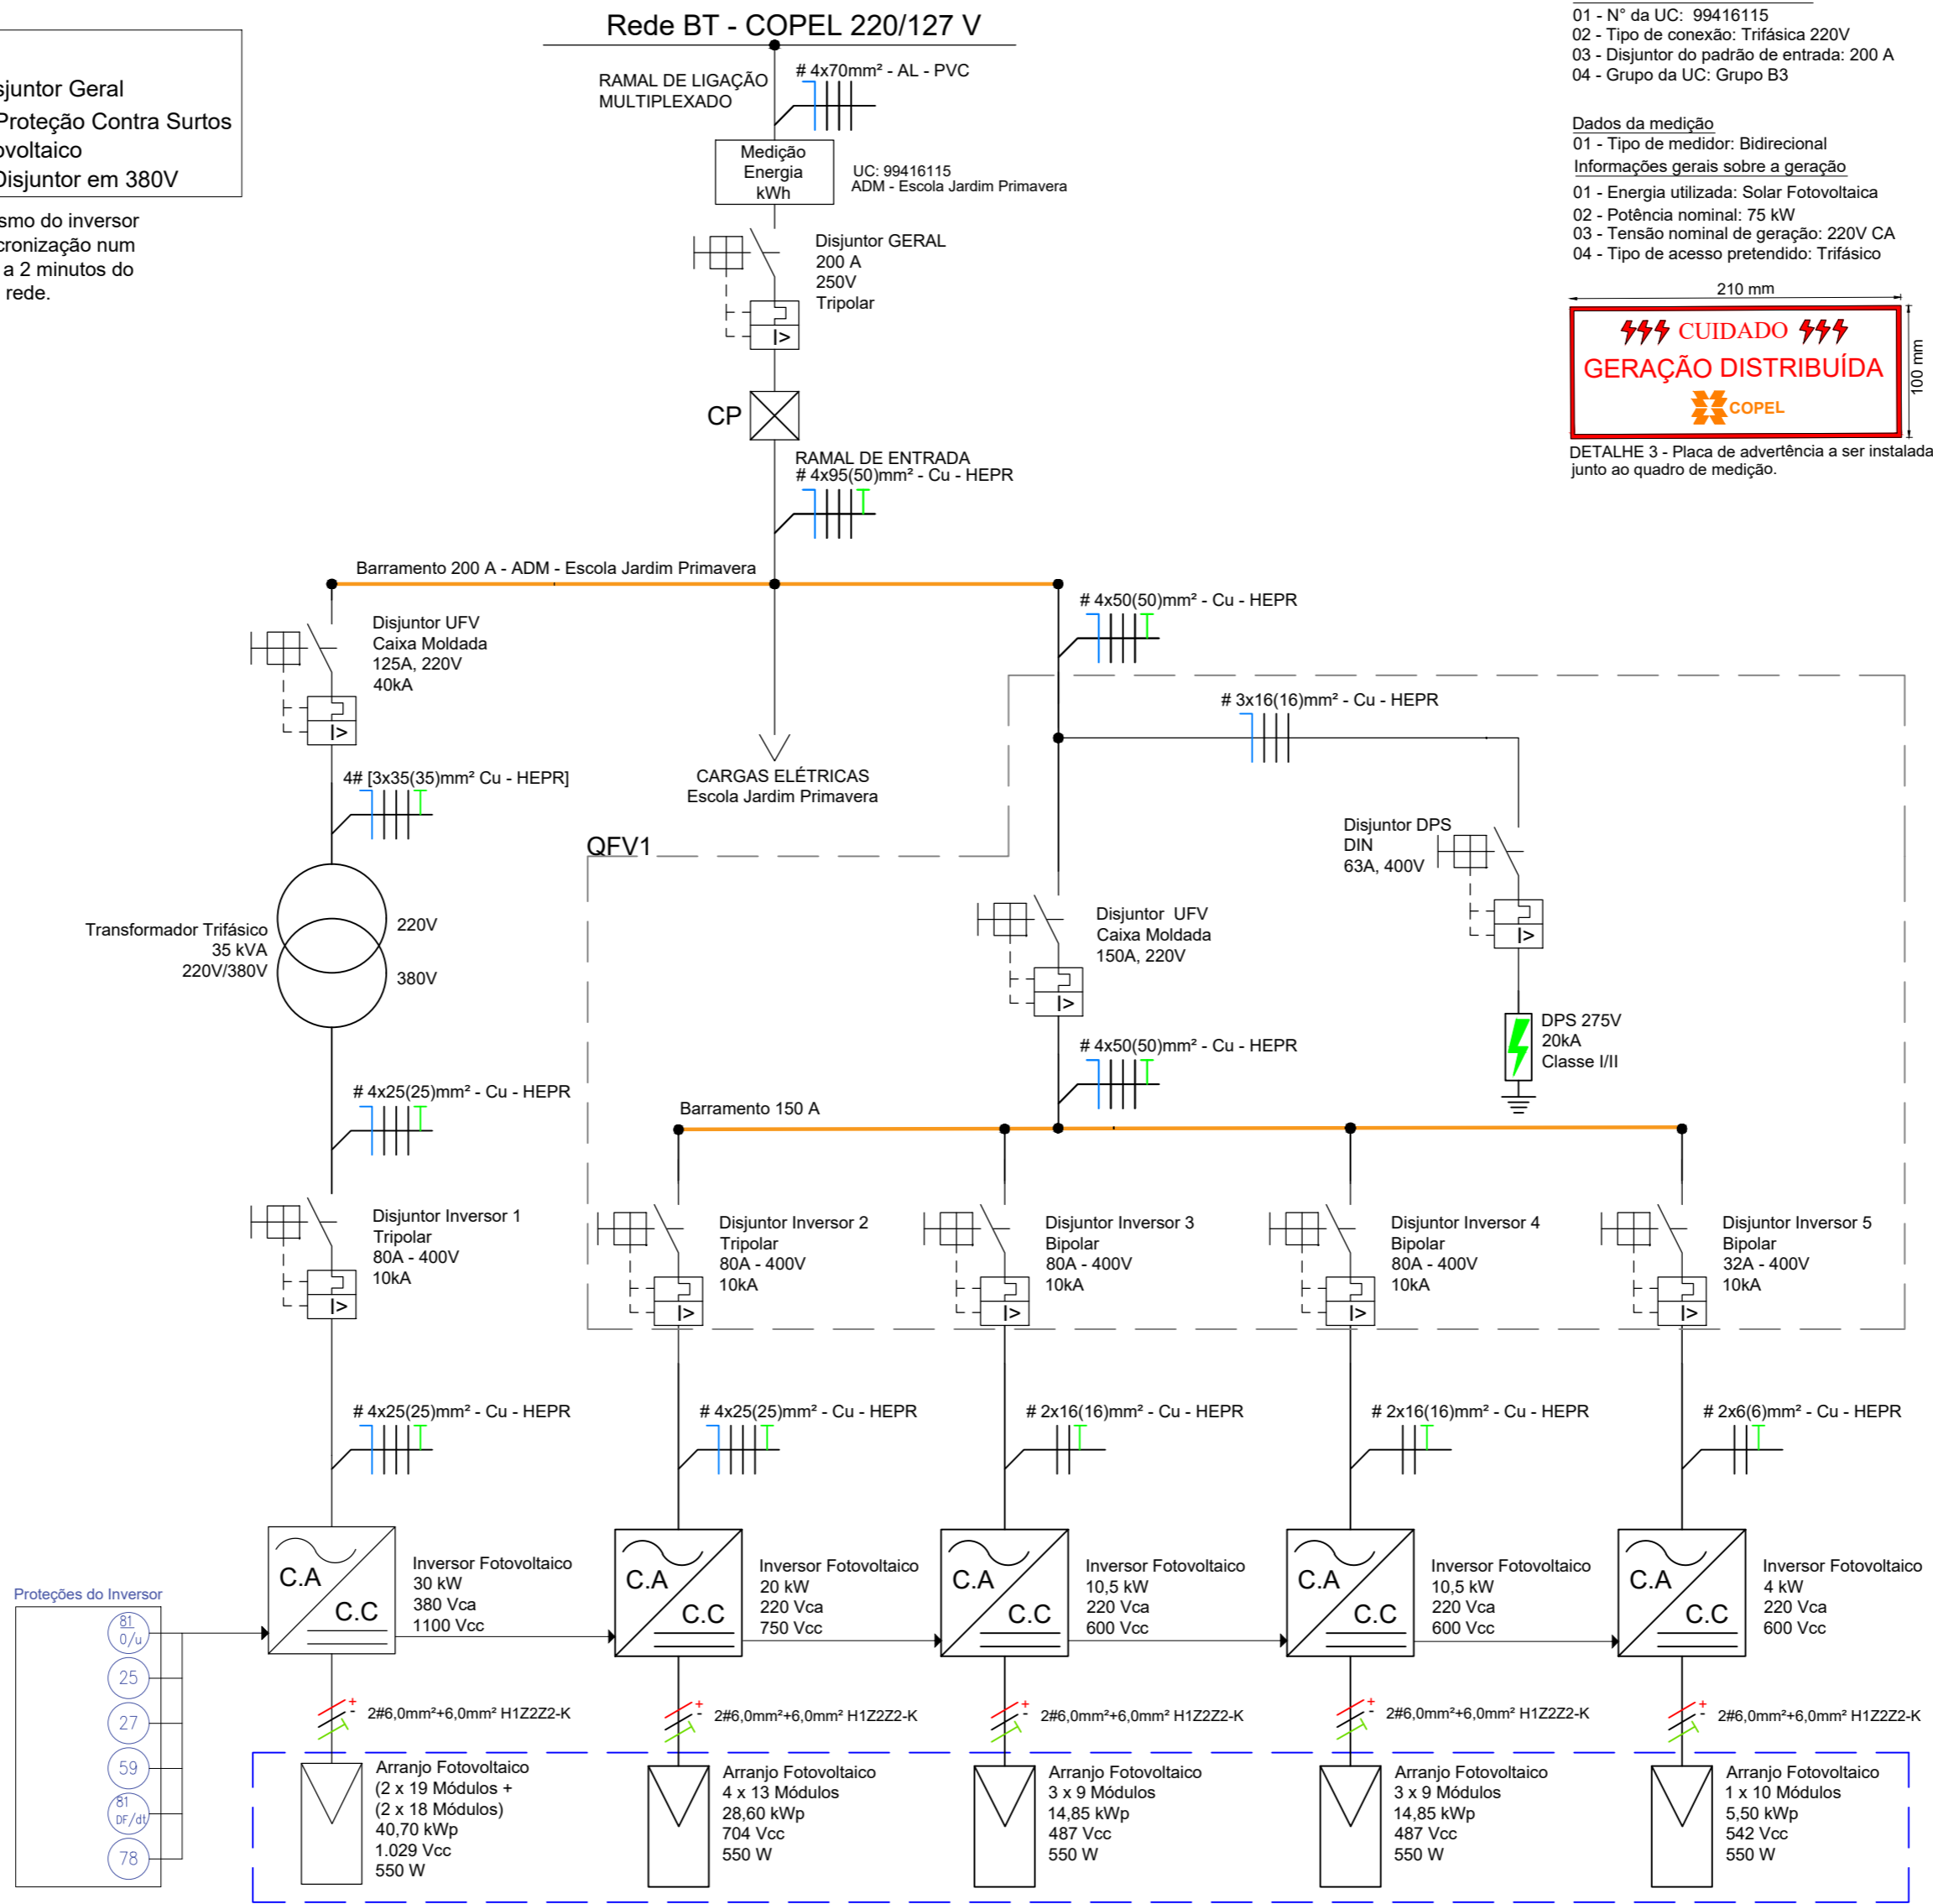 Rede BT - COPEL 220/127 V
sjuntor Geral
Proteção Contra Surtos
ovoltaico
Disjuntor em 380V
smo do inversor
cronização num
a 2 minutos do
rede.
RAMAL DE LIGAÇÃO
MULTIPLEXADO
# 4x70mm² - AL - PVC
Medição
Energia
kWh
UC: 99416115
ADM - Escola Jardim Primavera
Disjuntor GERAL
200 A
250V
Tripolar
I>
CP
RAMAL DE ENTRADA
# 4x95(50)mm² - Cu - HEPR
01 - N° da UC: 99416115
02 - Tipo de conexão: Trifásica 220V
03 - Disjuntor do padrão de entrada: 200 A
04 - Grupo da UC: Grupo B3
Dados da medição
01 - Tipo de medidor: Bidirecional
Informações gerais sobre a geração
01 - Energia utilizada: Solar Fotovoltaica
02 - Potência nominal: 75 kW
03 - Tensão nominal de geração: 220V CA
04 - Tipo de acesso pretendido: Trifásico
210 mm
CUIDADO
GERAÇÃO DISTRIBUÍDA
COPEL
100 mm
DETALHE 3 - Placa de advertência a ser instalada
junto ao quadro de medição.
Barramento 200 A - ADM - Escola Jardim Primavera
Disjuntor UFV
Caixa Moldada
125A, 220V
40kA
I>
4# [3x35(35)mm² Cu - HEPR]
Transformador Trifásico
35 kVA
220V/380V
220V
380V
# 4x25(25)mm² - Cu - HEPR
CARGAS ELÉTRICAS
Escola Jardim Primavera
# 4x50(50)mm² - Cu - HEPR
# 3x16(16)mm² - Cu - HEPR
QFV1
Disjuntor DPS
DIN
63A, 400V
I>
Disjuntor UFV
Caixa Moldada
150A, 220V
I>
DPS 275V
20kA
Classe I/II
# 4x50(50)mm² - Cu - HEPR
Barramento 150 A
Disjuntor Inversor 1
Tripolar
80A - 400V
10kA
I>
Disjuntor Inversor 2
Tripolar
80A - 400V
10kA
I>
Disjuntor Inversor 3
Bipolar
80A - 400V
10kA
I>
Disjuntor Inversor 4
Bipolar
80A - 400V
10kA
I>
Disjuntor Inversor 5
Bipolar
32A - 400V
10kA
I>
# 4x25(25)mm² - Cu - HEPR
# 4x25(25)mm² - Cu - HEPR
# 2x16(16)mm² - Cu - HEPR
# 2x16(16)mm² - Cu - HEPR
# 2x6(6)mm² - Cu - HEPR
C.A
C.C
Inversor Fotovoltaico
30 kW
380 Vca
1100 Vcc
C.A
C.C
Inversor Fotovoltaico
20 kW
220 Vca
750 Vcc
C.A
C.C
Inversor Fotovoltaico
10,5 kW
220 Vca
600 Vcc
C.A
C.C
Inversor Fotovoltaico
10,5 kW
220 Vca
600 Vcc
C.A
C.C
Inversor Fotovoltaico
4 kW
220 Vca
600 Vcc
Proteções do Inversor
81
O/u
25
27
59
81
DF/dt
78
+
-
2#6,0mm²+6,0mm² H1Z2Z2-K
+
-
2#6,0mm²+6,0mm² H1Z2Z2-K
+
-
2#6,0mm²+6,0mm² H1Z2Z2-K
+
-
2#6,0mm²+6,0mm² H1Z2Z2-K
+
-
2#6,0mm²+6,0mm² H1Z2Z2-K
Arranjo Fotovoltaico
(2 x 19 Módulos +
(2 x 18 Módulos)
40,70 kWp
1.029 Vcc
550 W
Arranjo Fotovoltaico
4 x 13 Módulos
28,60 kWp
704 Vcc
550 W
Arranjo Fotovoltaico
3 x 9 Módulos
14,85 kWp
487 Vcc
550 W
Arranjo Fotovoltaico
3 x 9 Módulos
14,85 kWp
487 Vcc
550 W
Arranjo Fotovoltaico
1 x 10 Módulos
5,50 kWp
542 Vcc
550 W